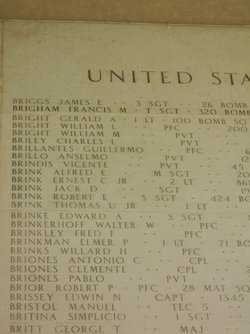 UNITED STA
BRIGGS JAMES E · S SGT · 26 BOMB
BRIGHAM FRANCIS M · T SGT · 320 BOMB
BRIGHT GERALD A · 1 LT · 100 BOMB SQ
BRIGHT WILLIAM L · PFC · 200
BRIGHT WILLIAM M · PVT
BRILEY CHARLES L · PVT
BRILLANTES GUILLERMO · PFC
BRILLO ANSELMO · PVT
BRINDIS VICENTE · PVT · 45
BRINK ALFRED E · M SGT · 20
BRINK ERNEST C JR · 2 LT
BRINK JACK D · SGT · 19
BRINK ROBERT E · S SGT · 424 BO
BRINK THOMAS U JR · 1 LT
BRINKE EDWARD A · S SGT
BRINKERHOFF WALTER W · PFC
BRINKLEY FRED L · PFC
BRINKMAN ELMER P · 1 LT · 71 BO
BRINKS WILLARD H · PFC
BRIONES ANTONIO C · CPL
BRIONES CLEMENTE · CPL
BRIONES PABLO · PVT
BRIOR ROBERT P · PFC · 28 MAT SQ
BRISSEY EDWIN N · CAPT · 1345
BRISTOL MANUEL · TEC 5
BRITINA SIMPLICIO · 1 SGT
BRITT GEORGE T · MAJ